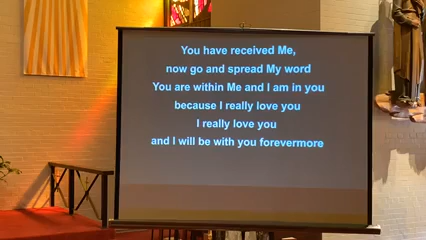 You have received Me,
now go and spread My word
You are within Me and I am in you
because I really love you
I really love you
and I will be with you forevermore